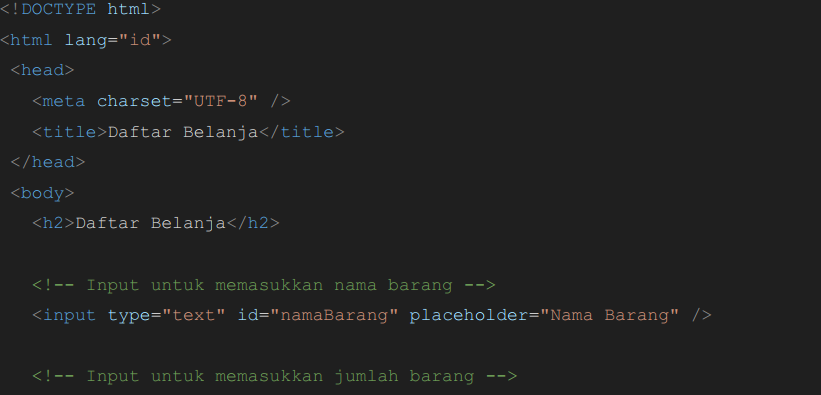 <!DOCTYPE html>
<html lang="id">
<head>
<meta charset="UTF-8" />
<title>Daftar Belanja</title>
</head>
<body>
<h2>Daftar Belanja</h2>
<!-- Input untuk memasukkan nama barang -->
<input type="text" id="namaBarang" placeholder="Nama Barang" />
<!-- Input untuk memasukkan jumlah barang -->